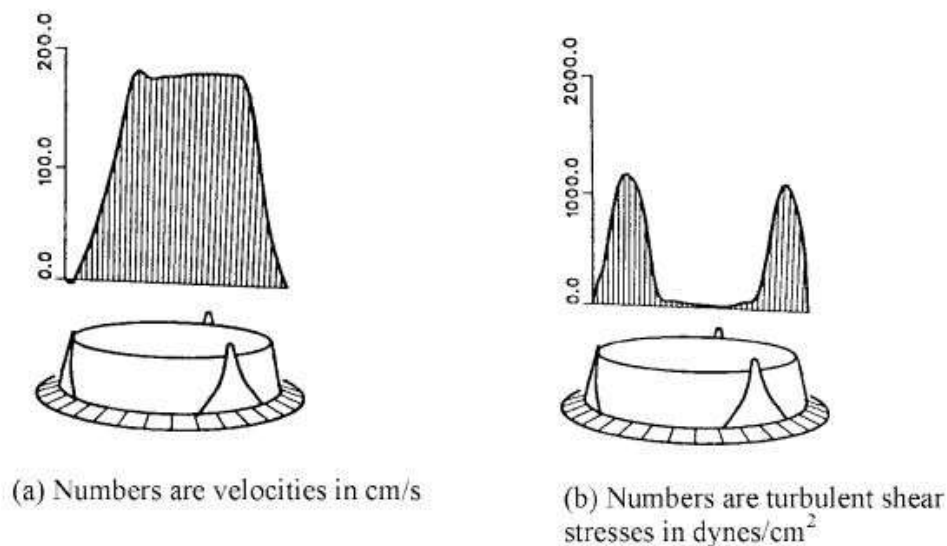 200.0
100.0
0.0
2000.0
1000.0
0.0
(a) Numbers are velocities in cm/s
(b) Numbers are turbulent shear
stresses in dynes/cm²